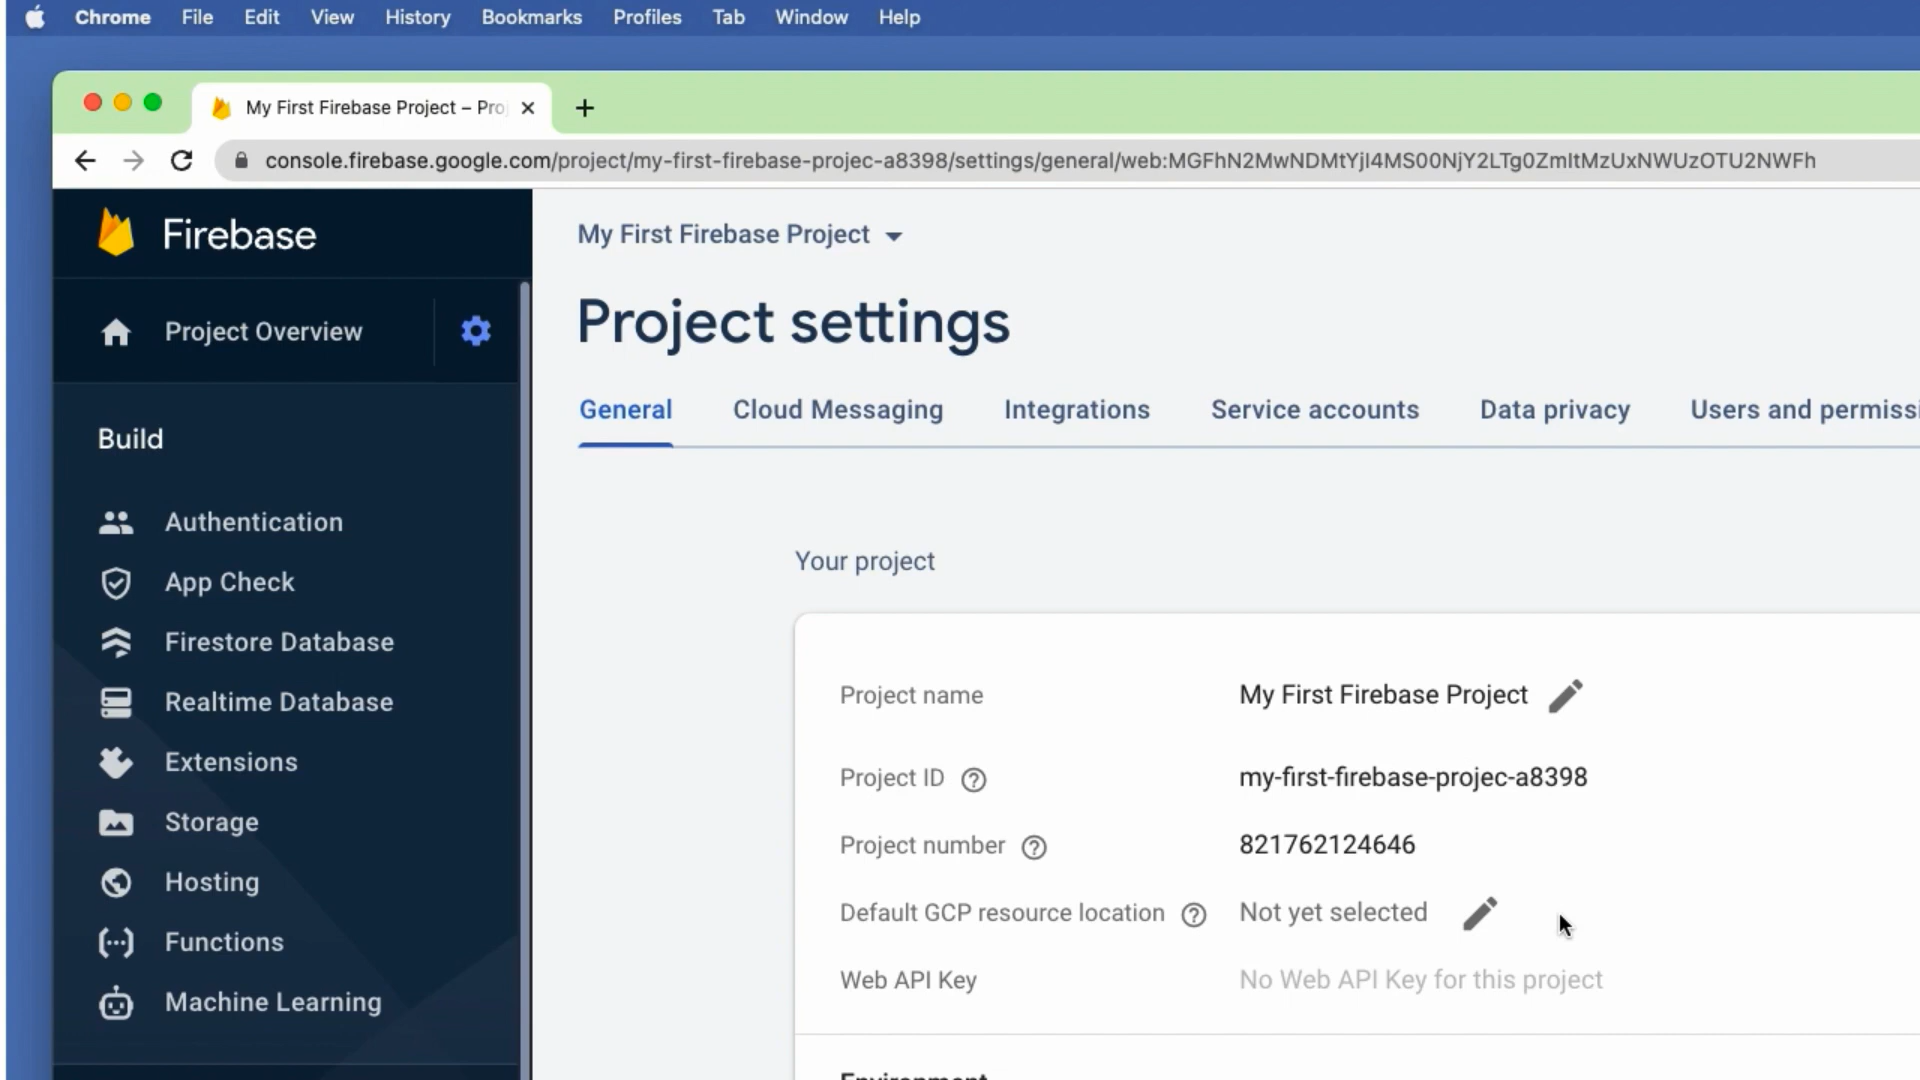 Chrome File Edit View History Bookmarks Profiles Tab Window Help
My First Firebase Project – Pro
console.firebase.google.com/project/my-first-firebase-projec-a8398/settings/general/web:MGFhN2MwNDMtYjI4MS00NjY2LTg0ZmItMzUxNWUzOTU2NWFh
Firebase
My First Firebase Project
Project Overview
Project settings
General Cloud Messaging Integrations Service accounts Data privacy Users and permissi
Build
Authentication
App Check
Firestore Database
Realtime Database
Extensions
Storage
Hosting
Functions
Machine Learning
Your project
Project name My First Firebase Project
Project ID my-first-firebase-projec-a8398
Project number 821762124646
Default GCP resource location Not yet selected
Web API Key No Web API Key for this project
Environment